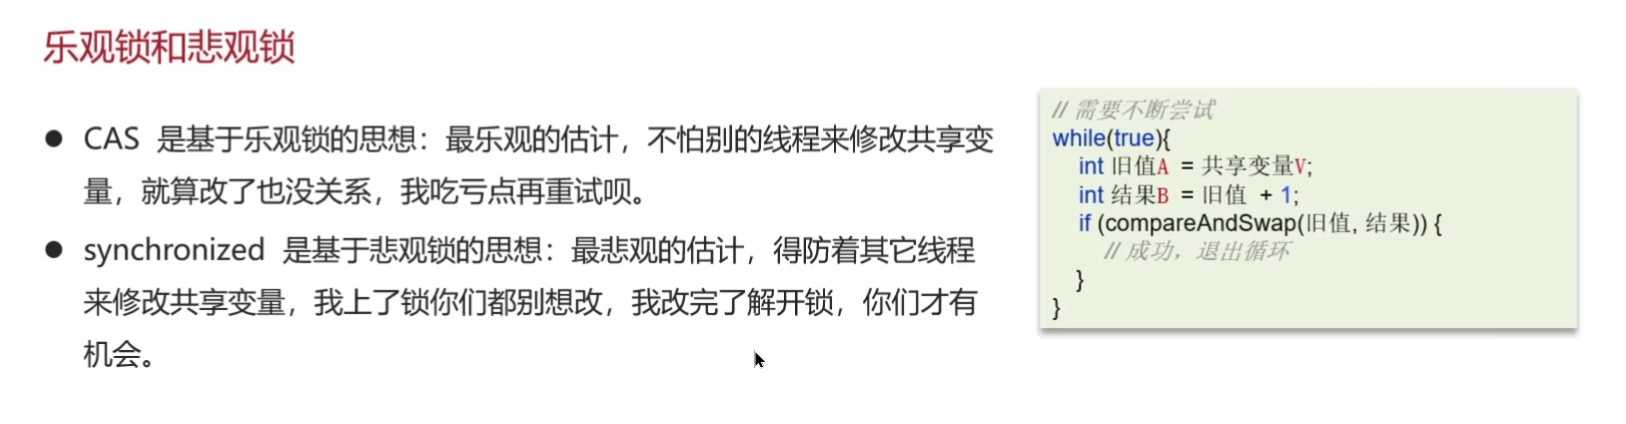 乐观锁和悲观锁
● CAS 是基于乐观锁的思想：最乐观的估计，不怕别的线程来修改共享变
量，就算改了也没关系，我吃亏点再重试呗。
● synchronized 是基于悲观锁的思想：最悲观的估计，得防着其它线程
来修改共享变量，我上了锁你们都别想改，我改完了解开锁，你们才有
机会。
// 需要不断尝试
while(true){
int 旧值A = 共享变量V;
int 结果B = 旧值 + 1;
if (compareAndSwap(旧值, 结果)) {
// 成功，退出循环
}
}